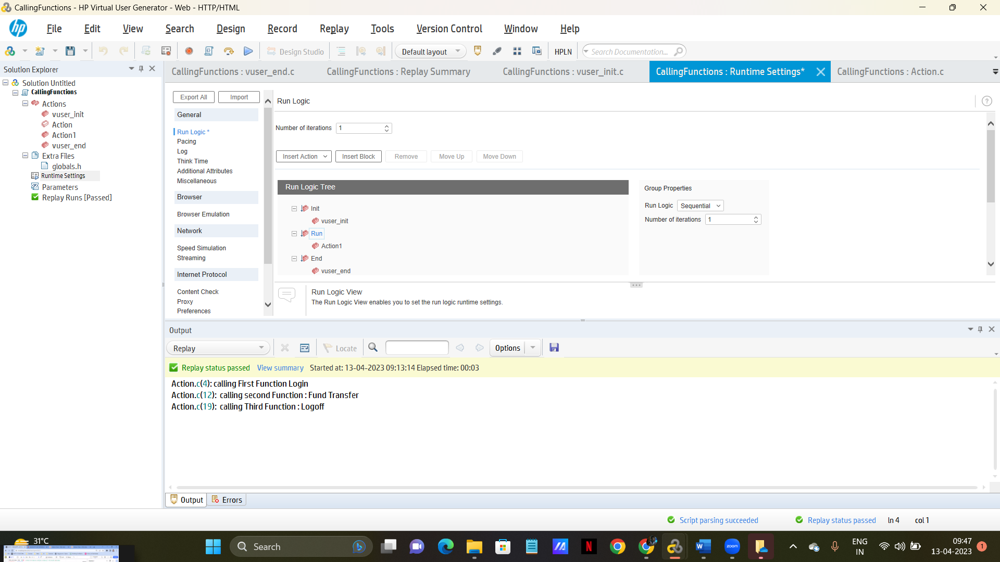 CallingFunctions - HP Virtual User Generator - Web - HTTP/HTML
hp File Edit View Search Design Record Replay Tools Version Control Window Help
Design Studio Default layout HPLN Search Documentation...
Solution Explorer
Solution Untitled
CallingFunctions
Actions
vuser_init
Action
Action1
vuser_end
Extra Files
globals.h
Runtime Settings
Parameters
Replay Runs [Passed]
CallingFunctions : vuser_end.c CallingFunctions : Replay Summary CallingFunctions : vuser_init.c CallingFunctions : Runtime Settings* CallingFunctions : Action.c
Export All Import
General
Run Logic *
Pacing
Log
Think Time
Additional Attributes
Miscellaneous
Browser
Browser Emulation
Network
Speed Simulation
Streaming
Internet Protocol
Content Check
Proxy
Preferences
Run Logic
Number of iterations 1
Insert Action Insert Block Remove Move Up Move Down
Run Logic Tree
Init
vuser_init
Run
Action1
End
vuser_end
Group Properties
Run Logic Sequential
Number of iterations 1
Run Logic View
The Run Logic View enables you to set the run logic runtime settings.
Output
Replay Locate Options
Replay status passed View summary Started at: 13-04-2023 09:13:14 Elapsed time: 00:03
Action.c(4): calling First Function Login
Action.c(12): calling second Function : Fund Transfer
Action.c(19): calling Third Function : Logoff
Output Errors
Script parsing succeeded Replay status passed ln 4 col 1
31°C
Search
zoom
ENG
IN
09:47
13-04-2023
1